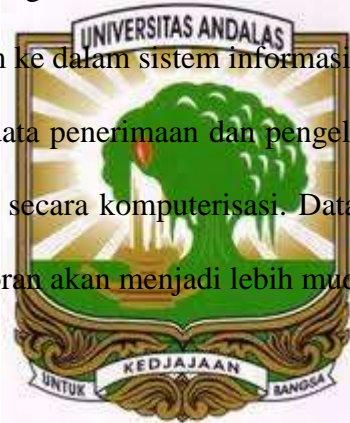 UNIVERSITAS ANDALAS
n ke dalam sistem informasi
ata penerimaan dan pengel
secara komputerisasi. Data
oran akan menjadi lebih mud
KEDJAJAAN
UNTUK BANGSA